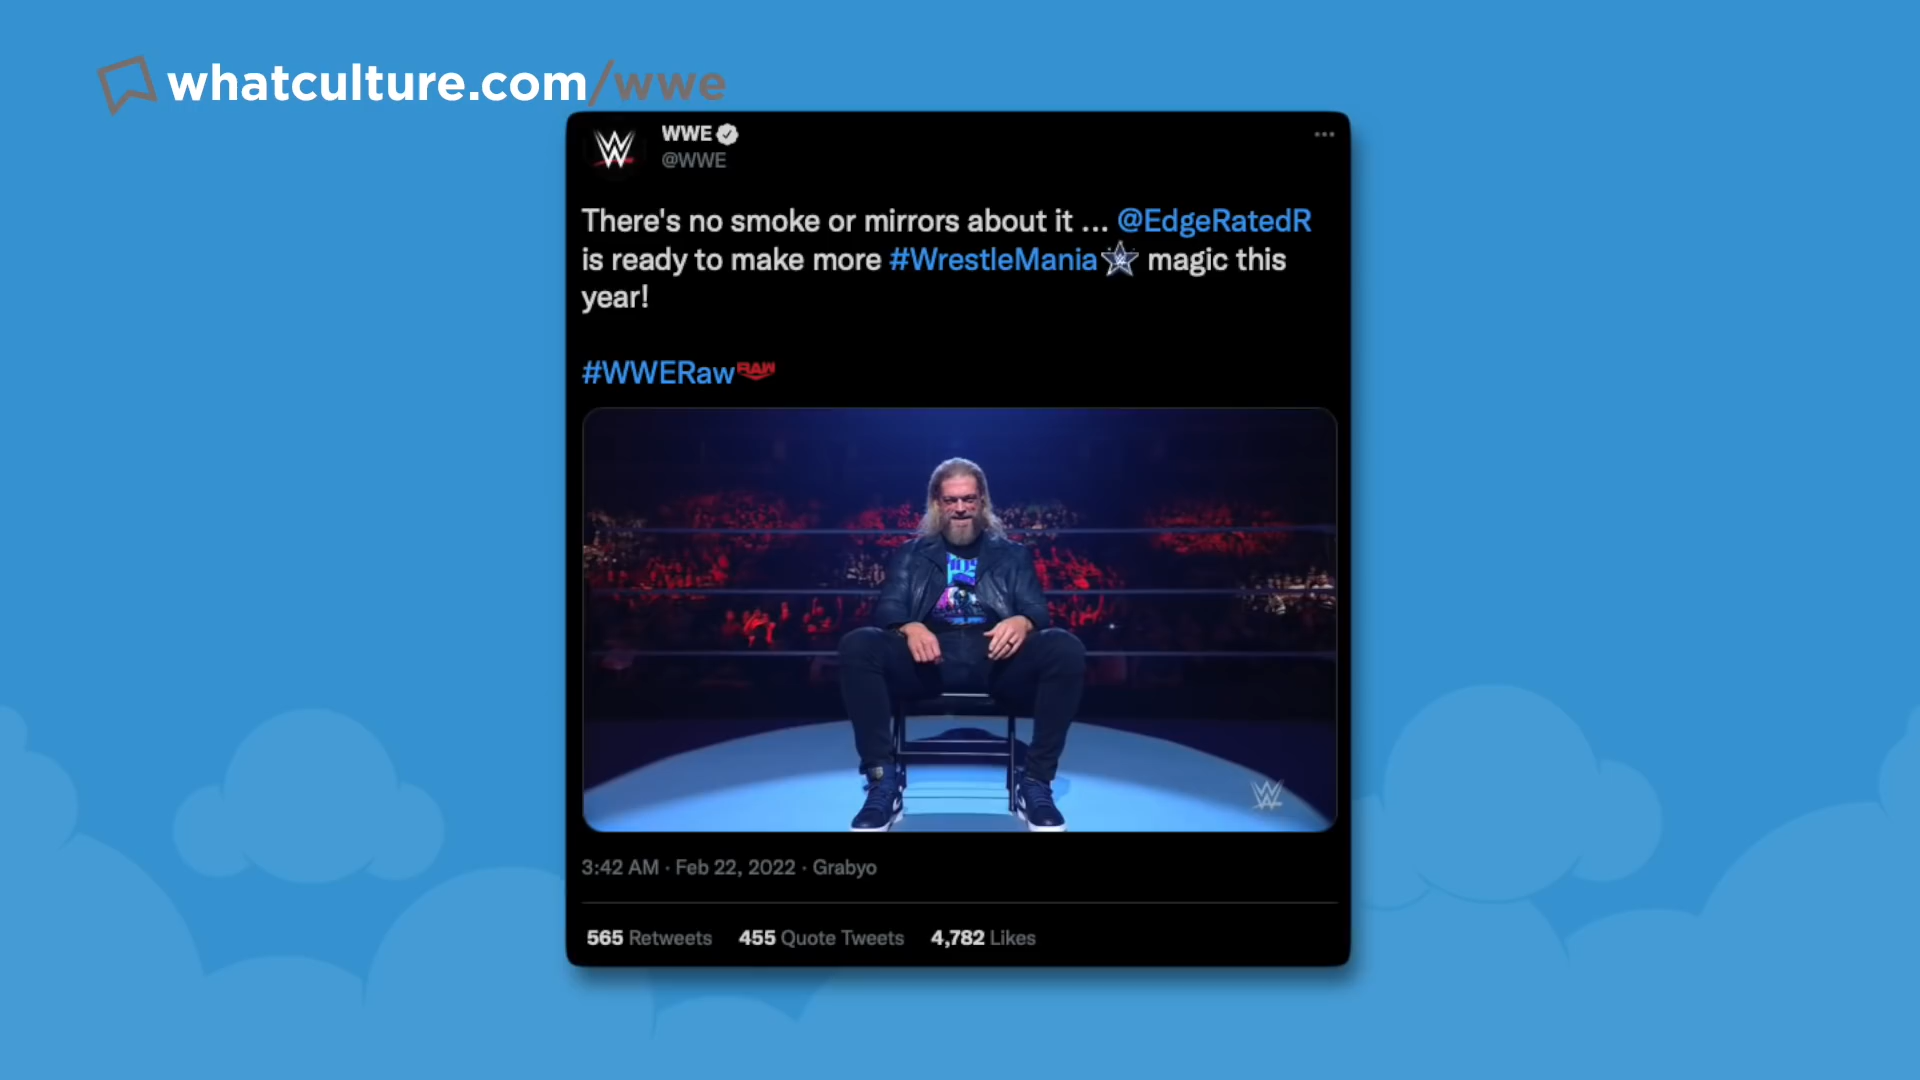 whatculture.com/wwe
WWE
@WWE
There's no smoke or mirrors about it ... @EdgeRatedR
is ready to make more #WrestleMania magic this
year!
#WWERaw RAW
3:42 AM · Feb 22, 2022 · Grabyo
565 Retweets 455 Quote Tweets 4,782 Likes